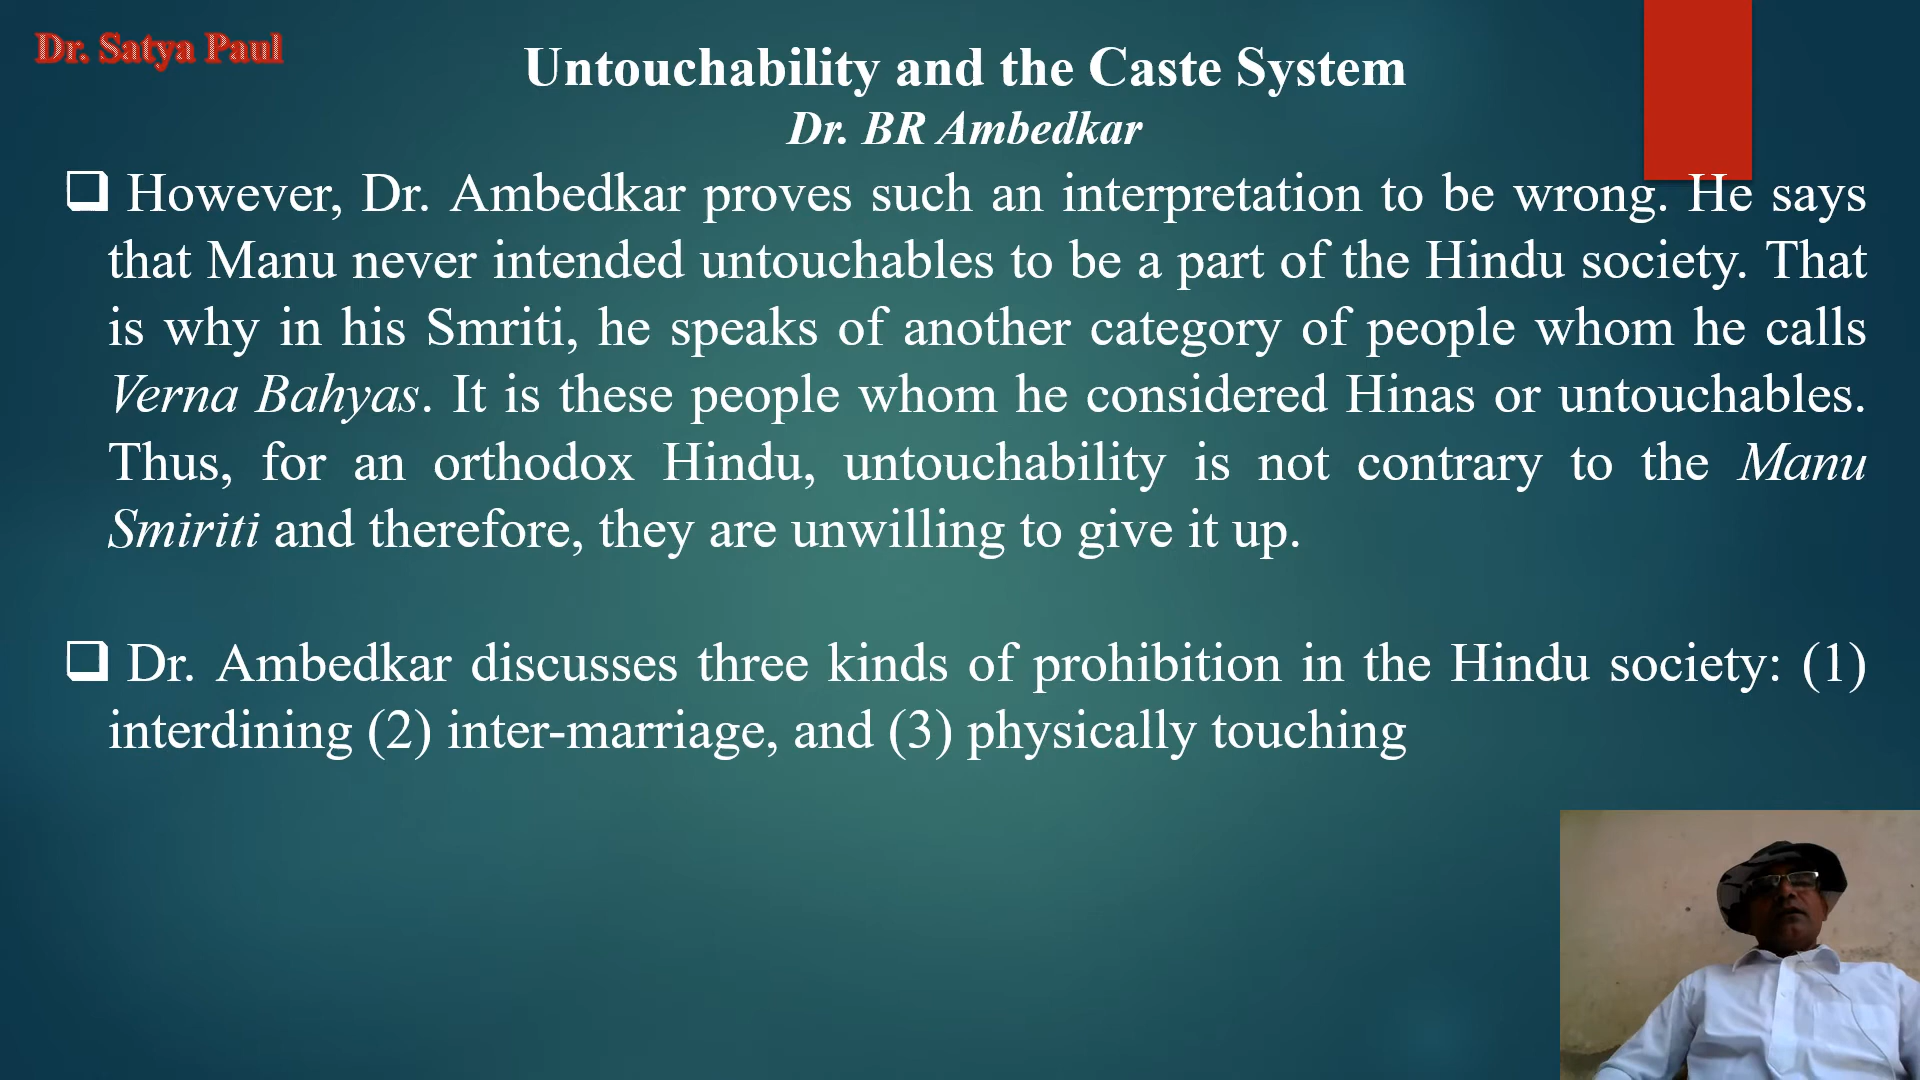 Dr. Satya Paul
Untouchability and the Caste System
Dr. BR Ambedkar
However, Dr. Ambedkar proves such an interpretation to be wrong. He says
that Manu never intended untouchables to be a part of the Hindu society. That
is why in his Smriti, he speaks of another category of people whom he calls
Verna Bahyas. It is these people whom he considered Hinas or untouchables.
Thus, for an orthodox Hindu, untouchability is not contrary to the Manu
Smiriti and therefore, they are unwilling to give it up.
Dr. Ambedkar discusses three kinds of prohibition in the Hindu society: (1)
interdining (2) inter-marriage, and (3) physically touching